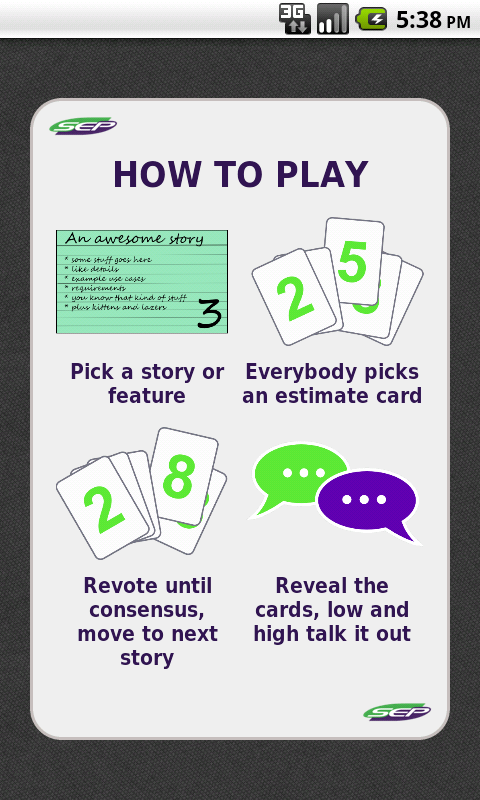 3G
5:38 PM
SEP
HOW TO PLAY
An awesome story
* some stuff goes here
* like details
* example use cases
* requirements
* you know that kind of stuff
* plus kittens and lazers
3
2
5
Pick a story or
feature
Everybody picks
an estimate card
2
8
Revote until
consensus,
move to next
story
Reveal the
cards, low and
high talk it out
SEP